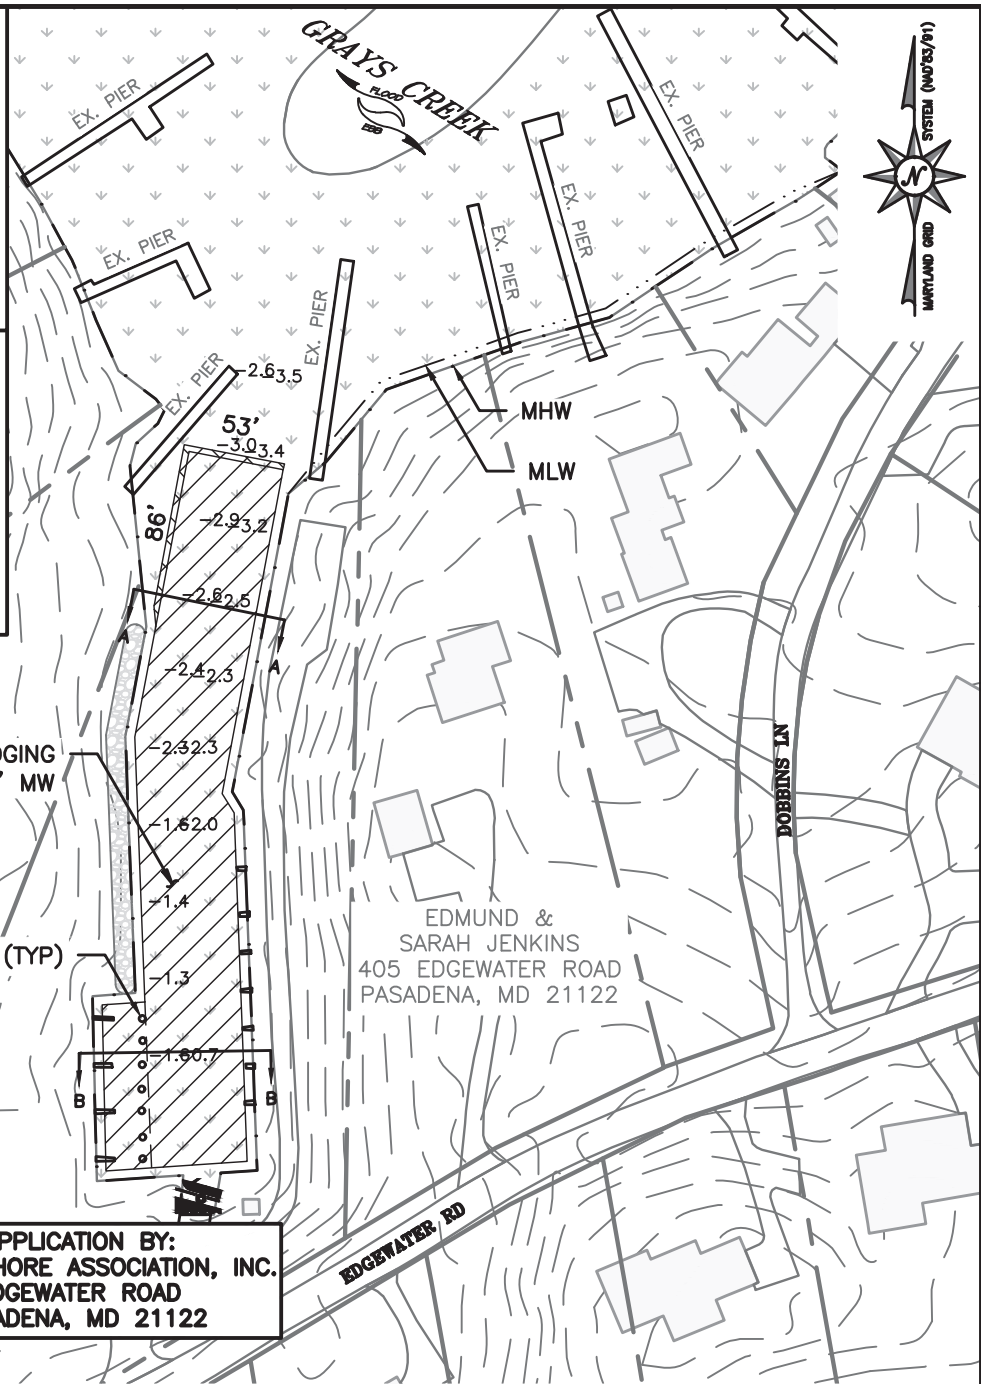 GRAYS CREEK
FLOOD
EBB
SYSTEM (NAD'83/91)
N
MARYLAND GRID
EX. PIER
EX. PIER
EX. PIER
EX. PIER
EX. PIER
EX. PIER
EX. PIER
-2.6 -3.5
53'
-3.0 -3.4
MHW
MLW
86'
-2.9 -3.2
-2.6 -2.5
A
A
-2.4 -2.3
DGING
' MW
-2.3 -2.3
DOBBINS LN
-2.0
-1.4
(TYP)
-1.3
EDMUND &
SARAH JENKINS
405 EDGEWATER ROAD
PASADENA, MD 21122
-0.7
B
B
EDGEWATER RD
PPLICATION BY:
HORE ASSOCIATION, INC.
DGEWATER ROAD
ADENA, MD 21122